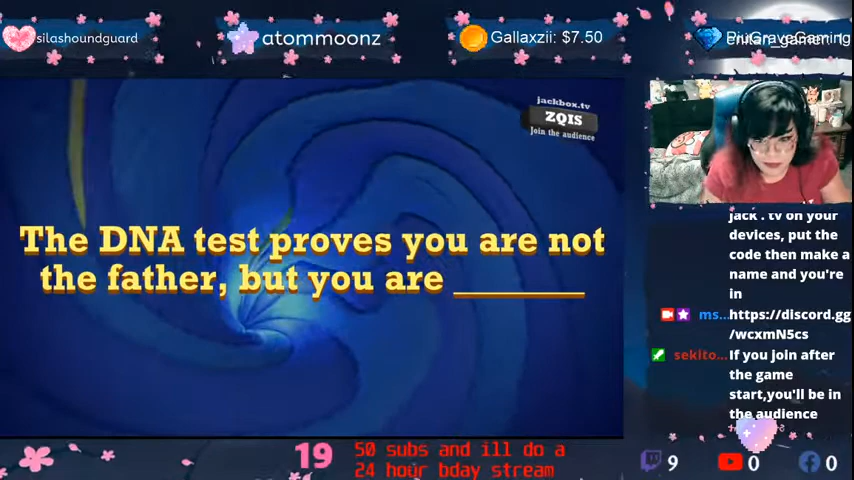 silashoundguard
atommoonz
Gallaxzii: $7.50
jackbox.tv
ZQIS
Join the audience
The DNA test proves you are not
the father, but you are ________
jack . tv on your
devices, put the
code then make a
name and you're
in
ms... https://discord.gg
/wcxmN5cs
sekito... If you join after
the game
start,you'll be in
the audience
19
50 subs and ill do a
24 hour bday stream
9
0
0